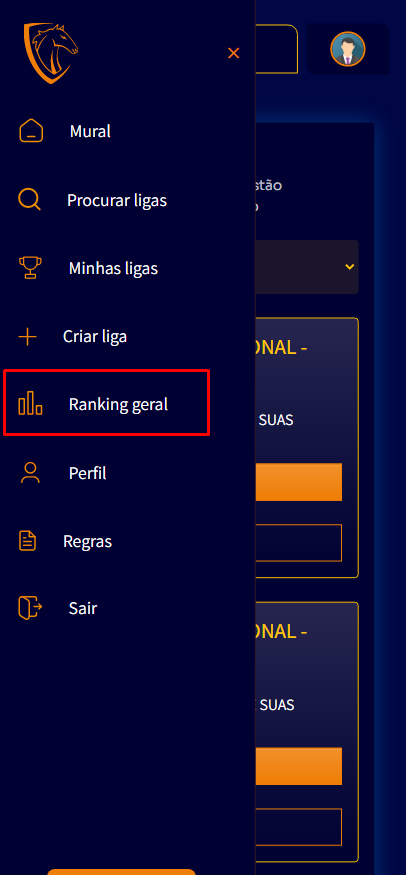 Mural
Procurar ligas
Minhas ligas
Criar liga
Ranking geral
Perfil
Regras
Sair
stão
ONAL -
SUAS
ONAL -
SUAS